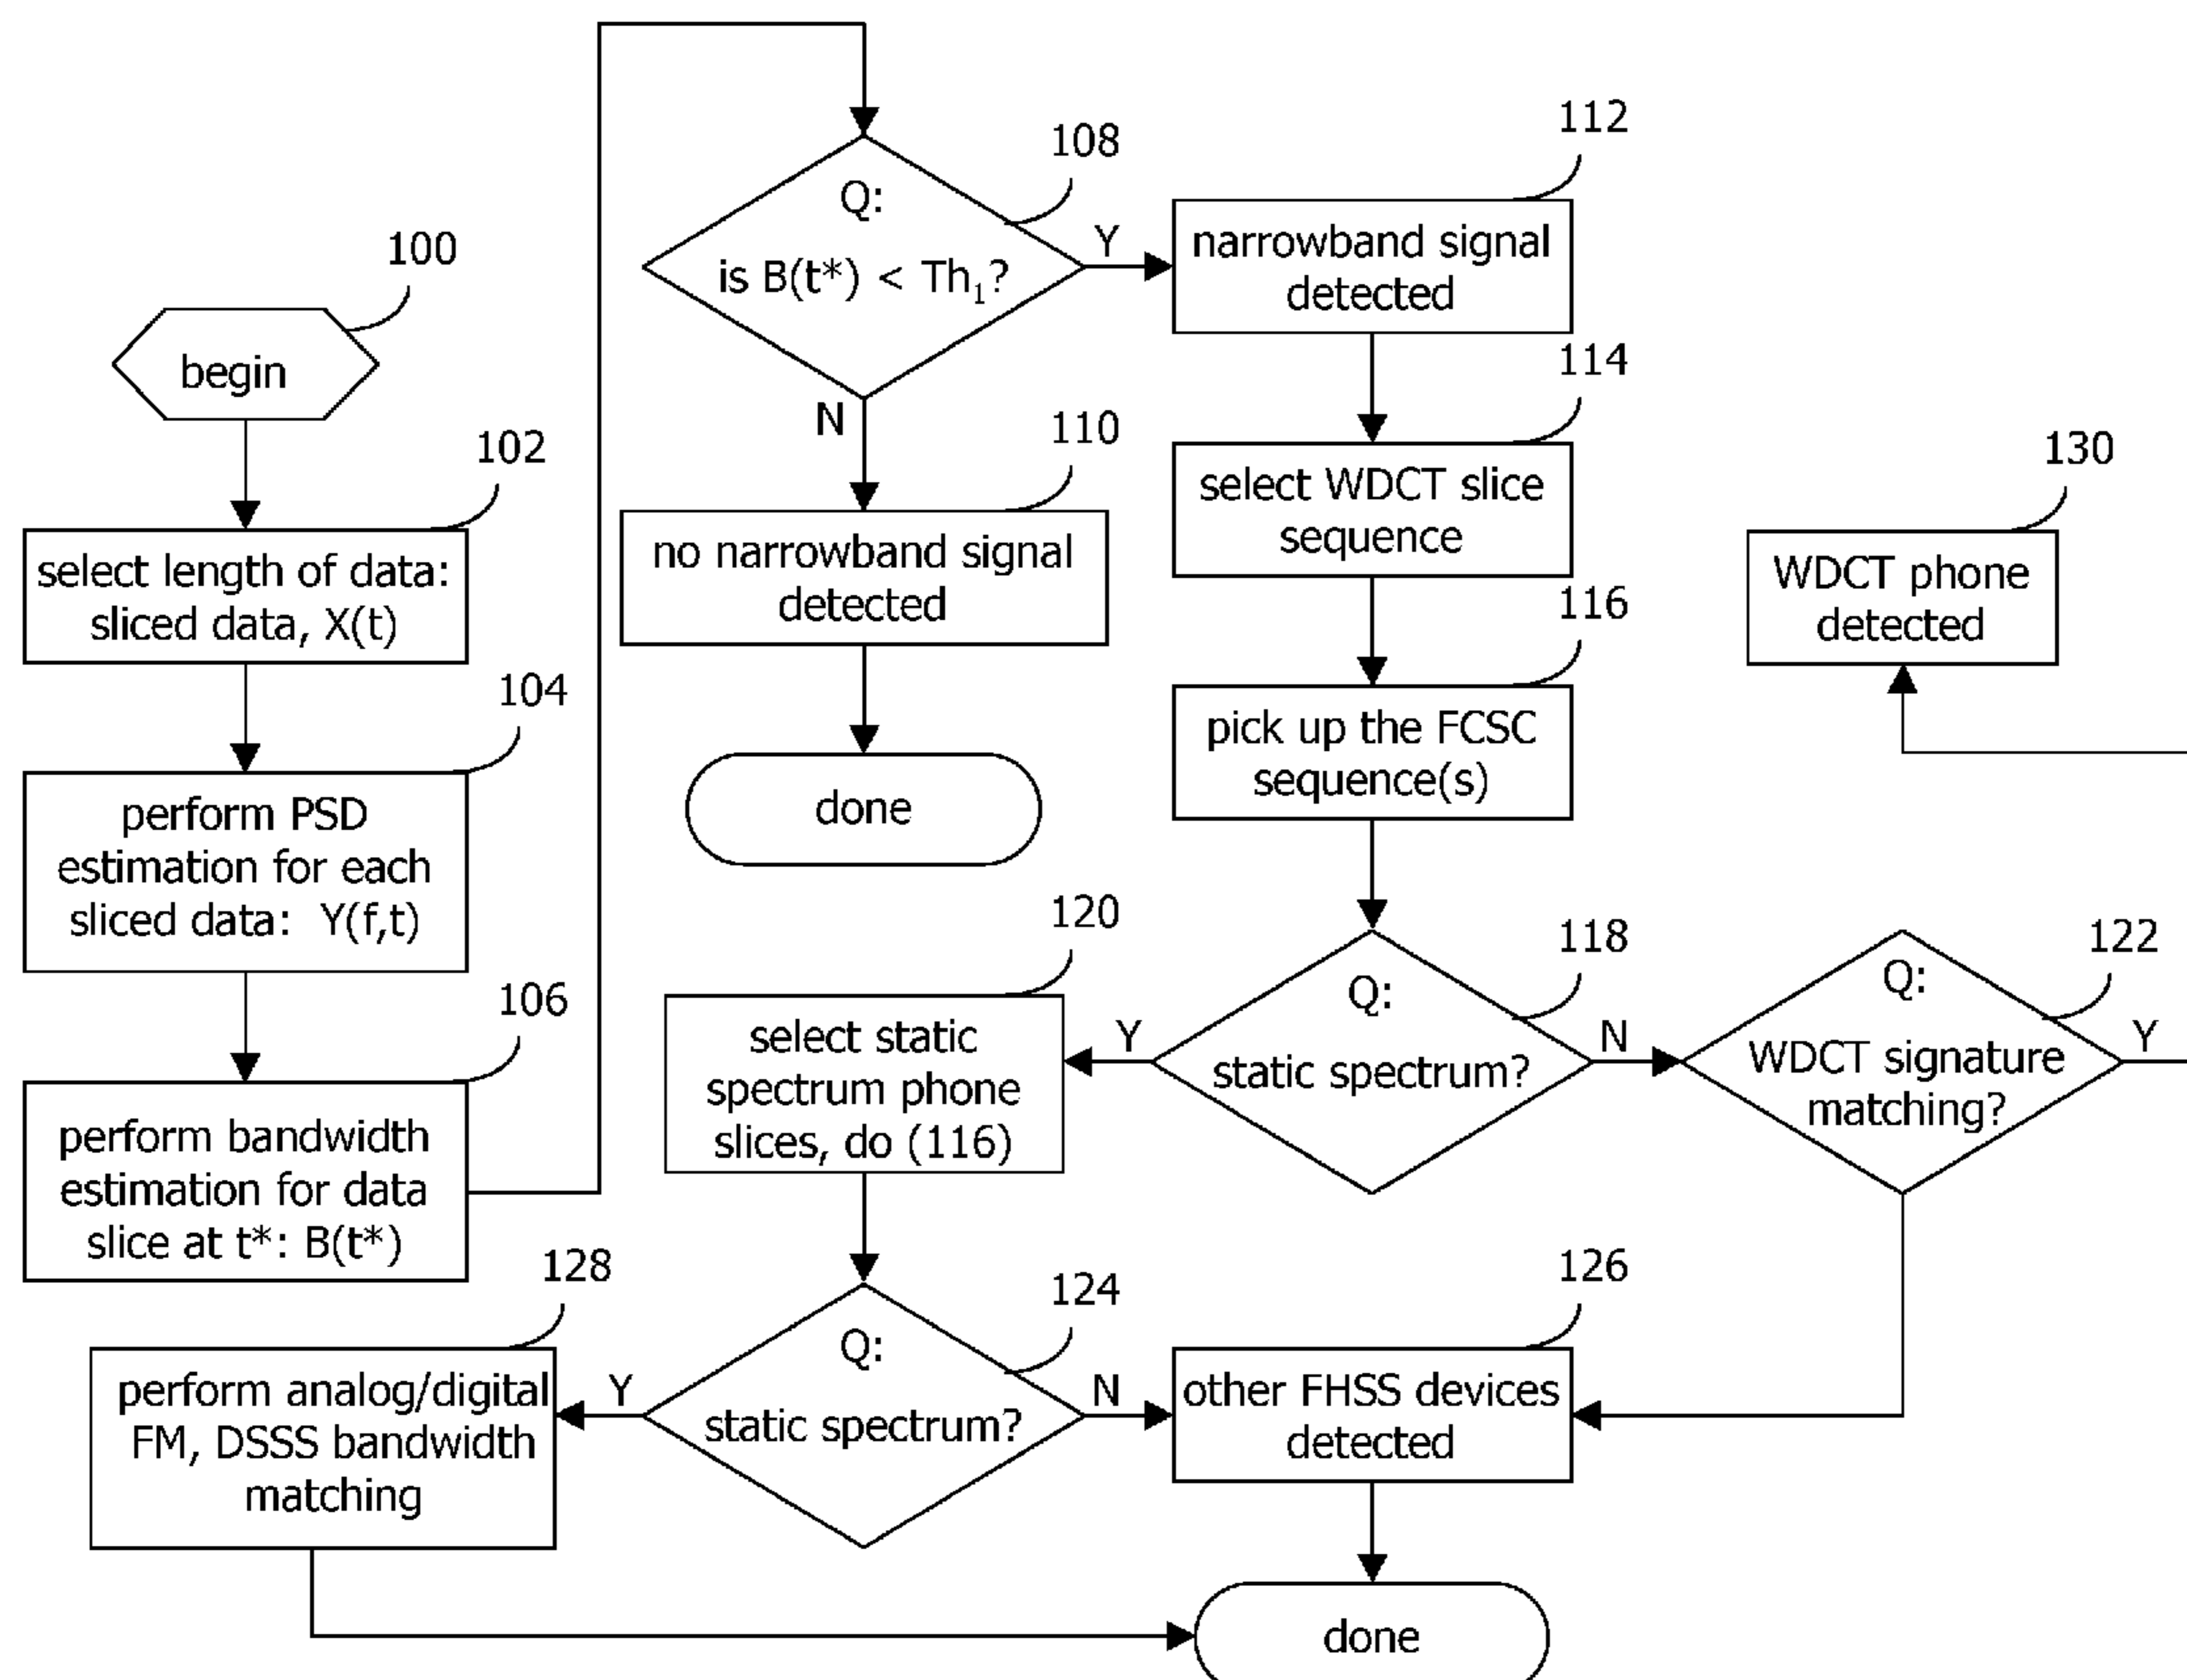 100
begin
102
select length of data:
sliced data, X(t)
104
perform PSD
estimation for each
sliced data: Y(f,t)
106
perform bandwidth
estimation for data
slice at t*: B(t*)
108
Q:
is B(t*) < Th₁?
Y
N
110
no narrowband signal
detected
done
112
narrowband signal
detected
114
select WDCT slice
sequence
116
pick up the FCSC
sequence(s)
118
Q:
static spectrum?
Y
N
120
select static
spectrum phone
slices, do (116)
122
Q:
WDCT signature
matching?
Y
130
WDCT phone
detected
124
Q:
static spectrum?
Y
N
128
perform analog/digital
FM, DSSS bandwidth
matching
126
other FHSS devices
detected
done